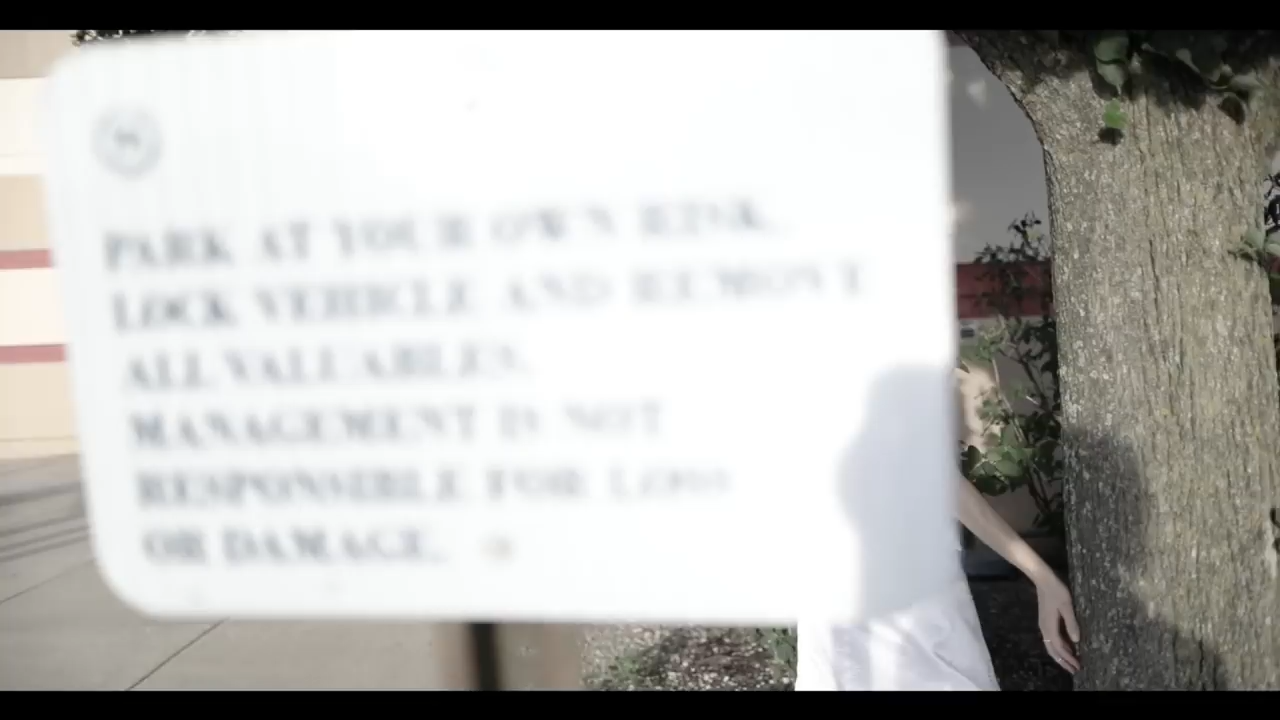 PARK AT YOUR OWN RISK.
LOCK VEHICLE AND REMOVE
ALL VALUABLES.
MANAGEMENT IS NOT
RESPONSIBLE FOR LOSS
OR DAMAGE.